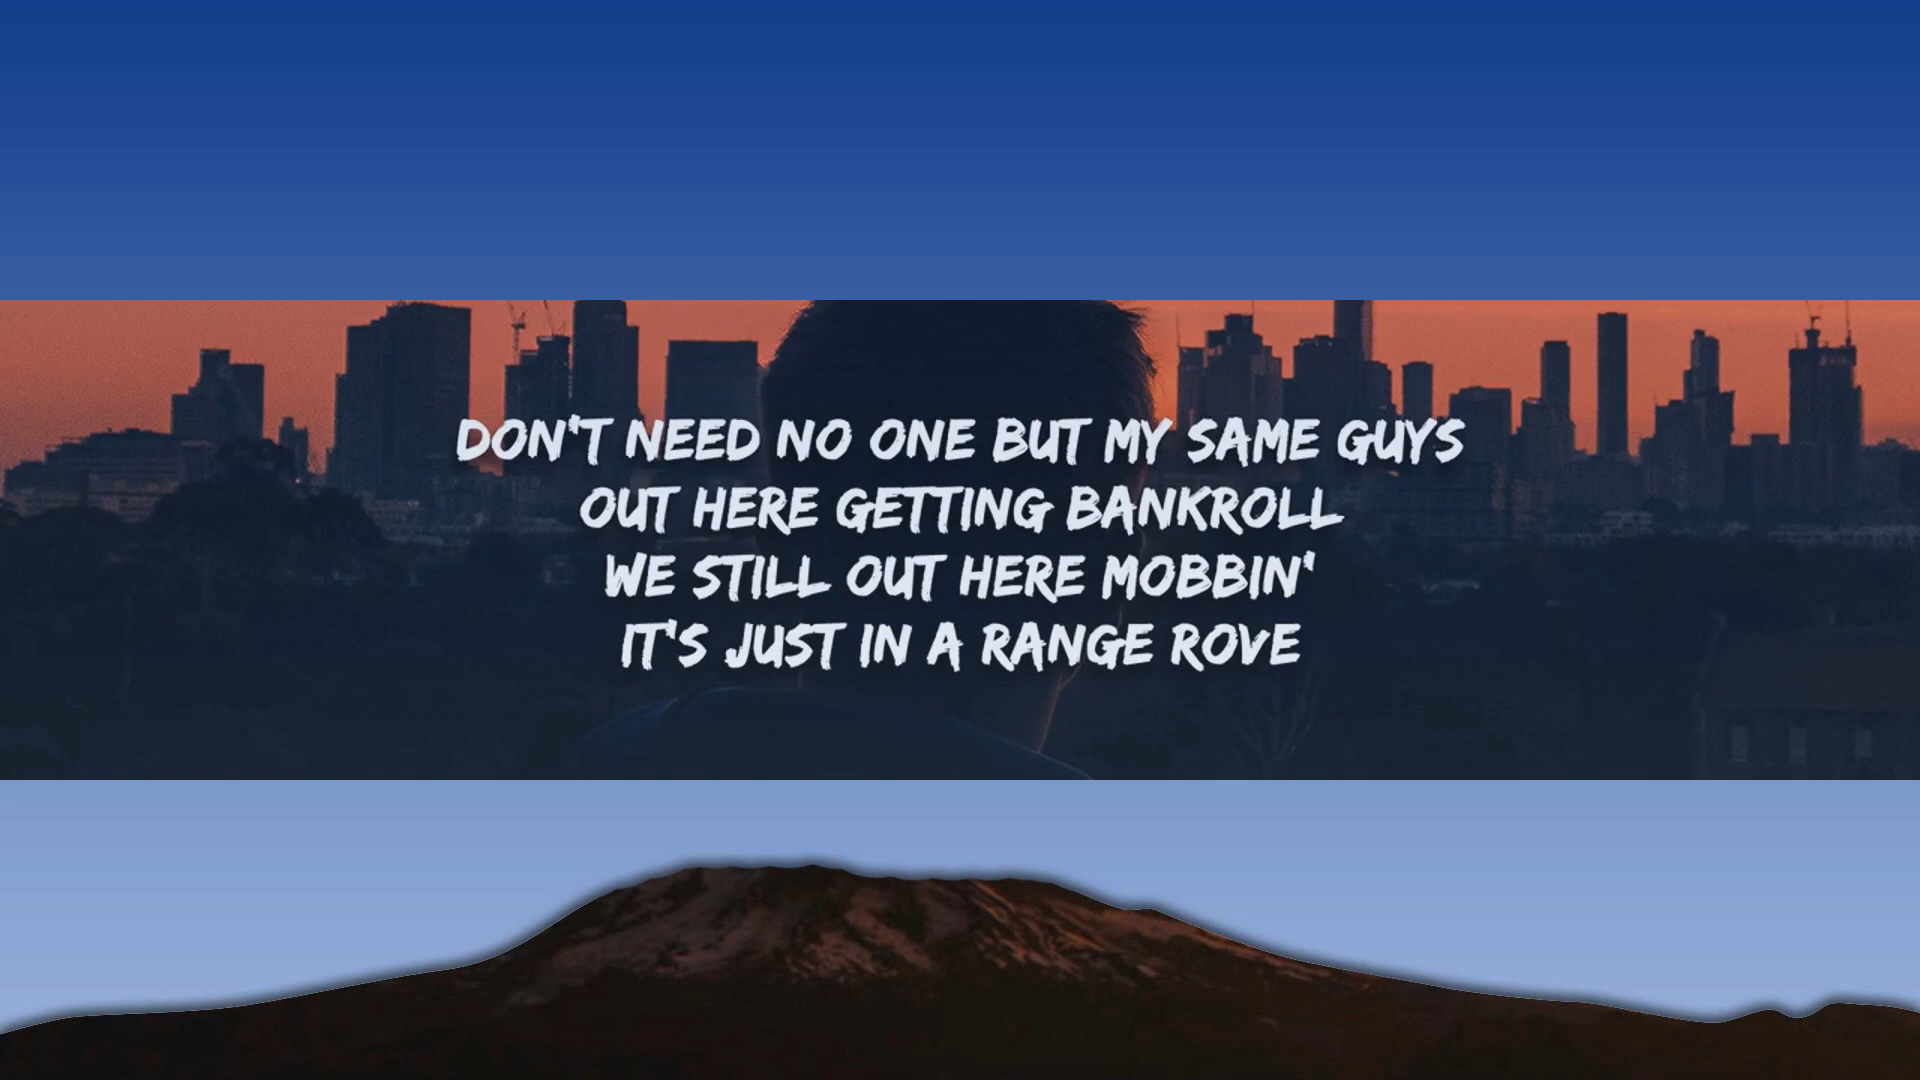 DON'T NEED NO ONE BUT MY SAME GUYS
OUT HERE GETTING BANKROLL
WE STILL OUT HERE MOBBIN'
IT'S JUST IN A RANGE ROVE